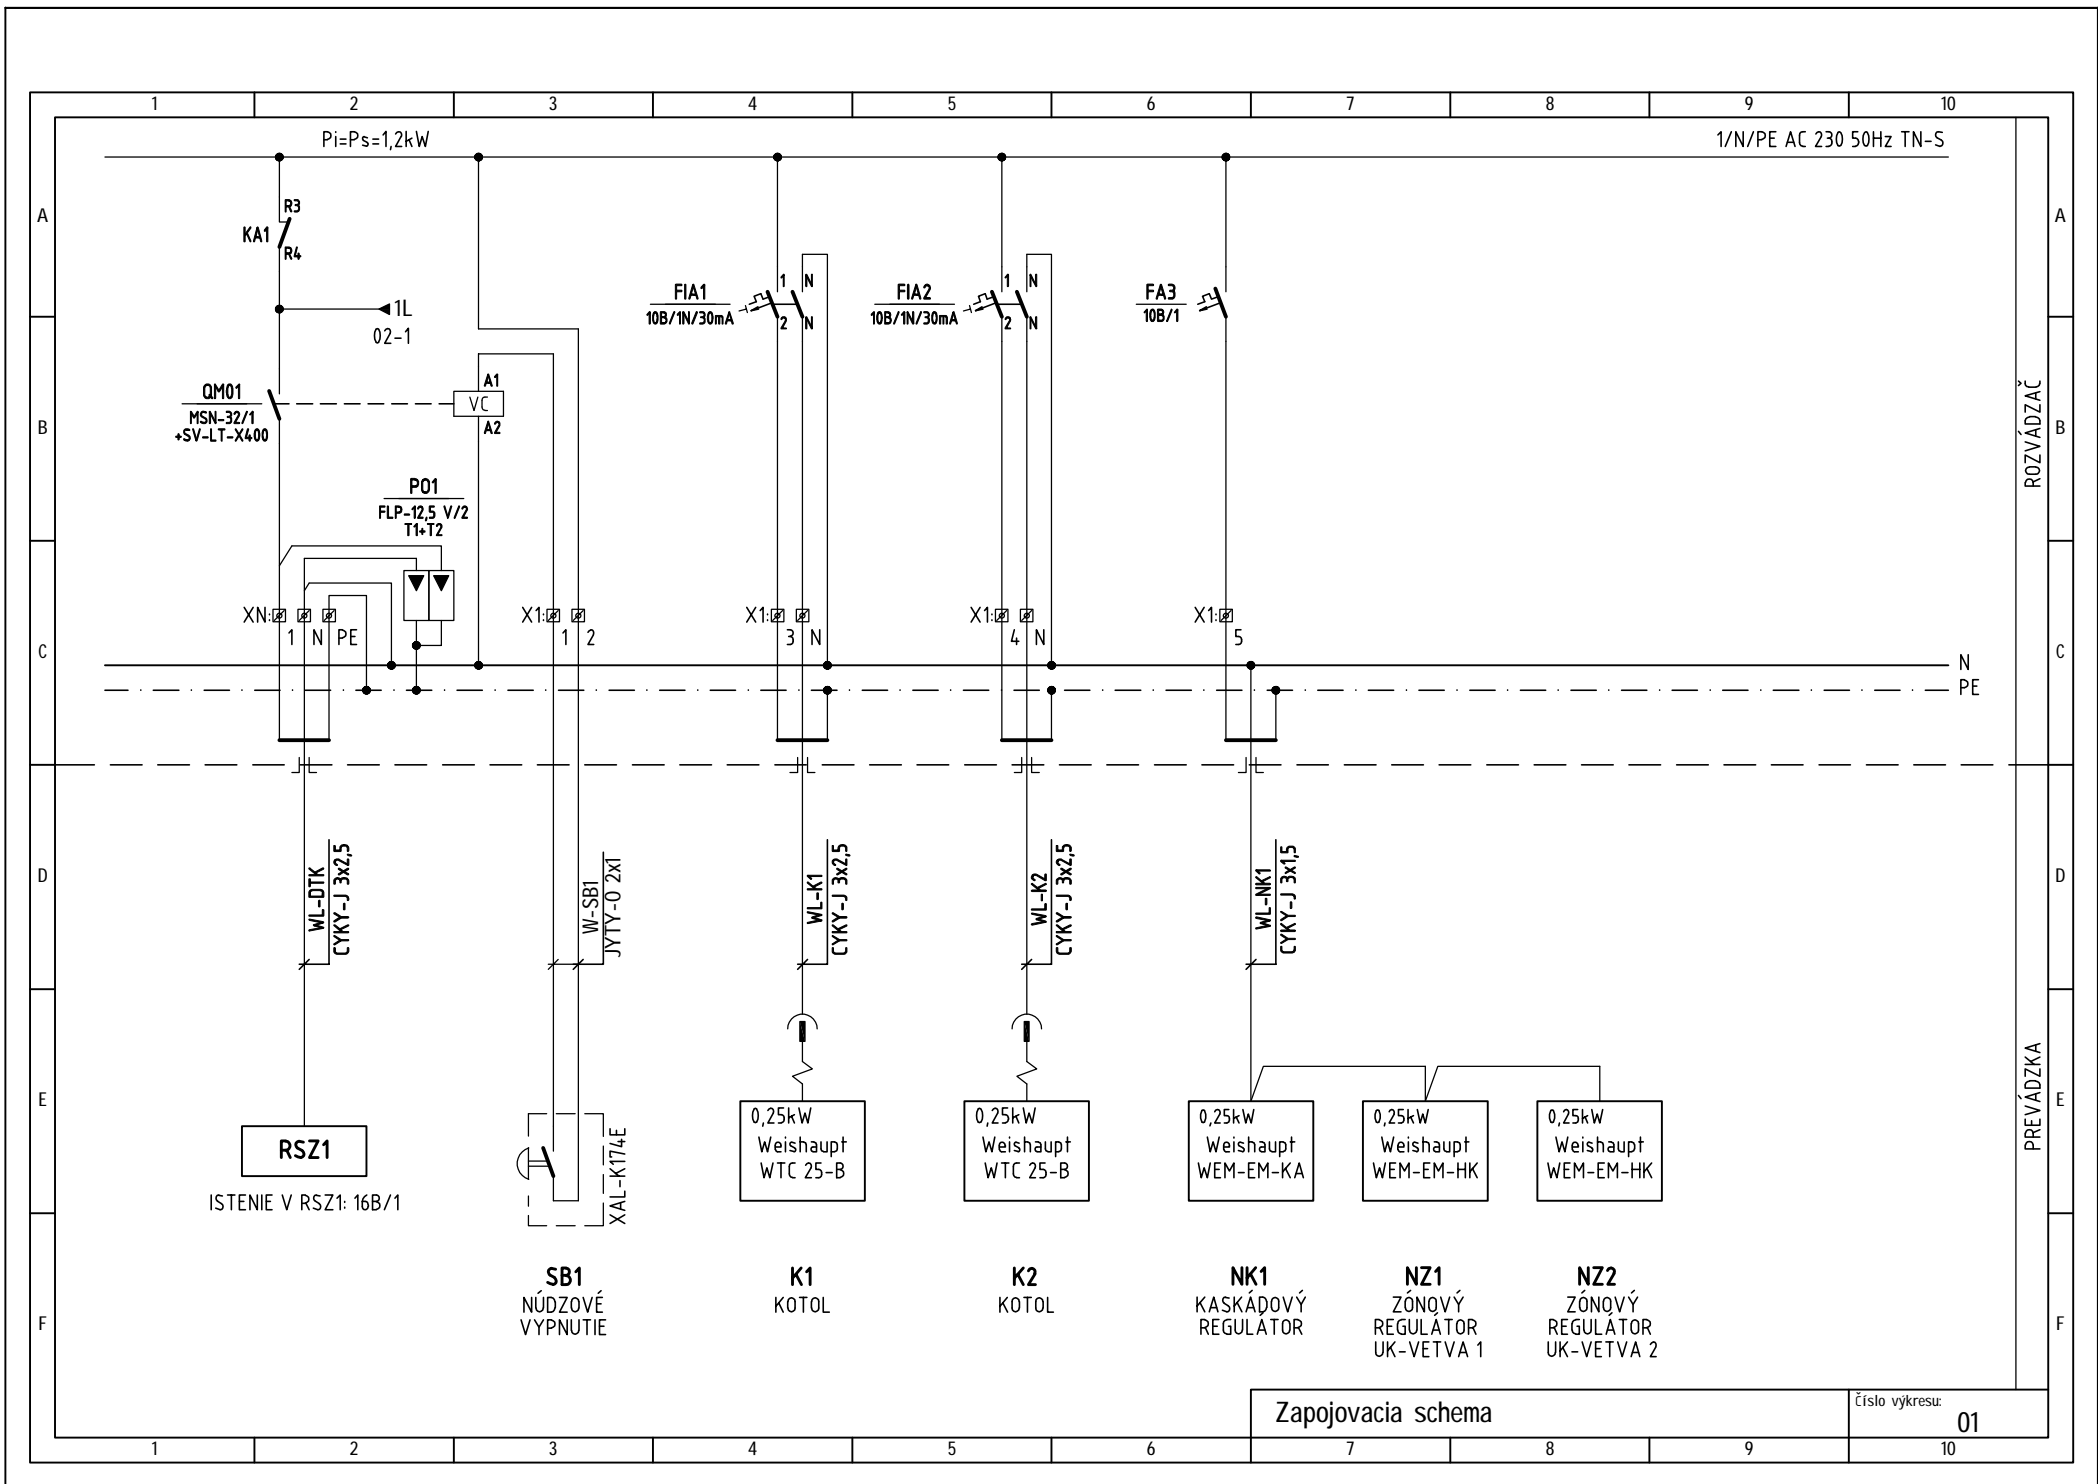 1 2 3 4 5 6 7 8 9 10
Pi=Ps=1,2kW
1/N/PE AC 230 50Hz TN-S
A
A
R3
KA1
R4
1L
02-1
FIA1
10B/1N/30mA
1 N
2 N
FIA2
10B/1N/30mA
1 N
2 N
FA3
10B/1
B
B
QM01
MSN-32/1
+SV-LT-X400
A1
VC
A2
PO1
FLP-12,5 V/2
T1+T2
ROZVÁDZAČ
C
C
XN:
1 N PE
X1:
1 2
X1:
3 N
X1:
4 N
X1:
5
N
PE
D
D
WL-DTK
CYKY-J 3x2,5
W-SB1
JYTY-O 2x1
WL-K1
CYKY-J 3x2,5
WL-K2
CYKY-J 3x2,5
WL-NK1
CYKY-J 3x1,5
E
E
PREVÁDZKA
RSZ1
ISTENIE V RSZ1: 16B/1
XAL-K174E
0,25kW
Weishaupt
WTC 25-B
0,25kW
Weishaupt
WTC 25-B
0,25kW
Weishaupt
WEM-EM-KA
0,25kW
Weishaupt
WEM-EM-HK
0,25kW
Weishaupt
WEM-EM-HK
F
F
SB1
NÚDZOVÉ
VYPNUTIE
K1
KOTOL
K2
KOTOL
NK1
KASKÁDOVÝ
REGULÁTOR
NZ1
ZÓNOVÝ
REGULÁTOR
UK-VETVA 1
NZ2
ZÓNOVÝ
REGULÁTOR
UK-VETVA 2
Zapojovacia schema
Číslo výkresu:
01
1 2 3 4 5 6 7 8 9 10